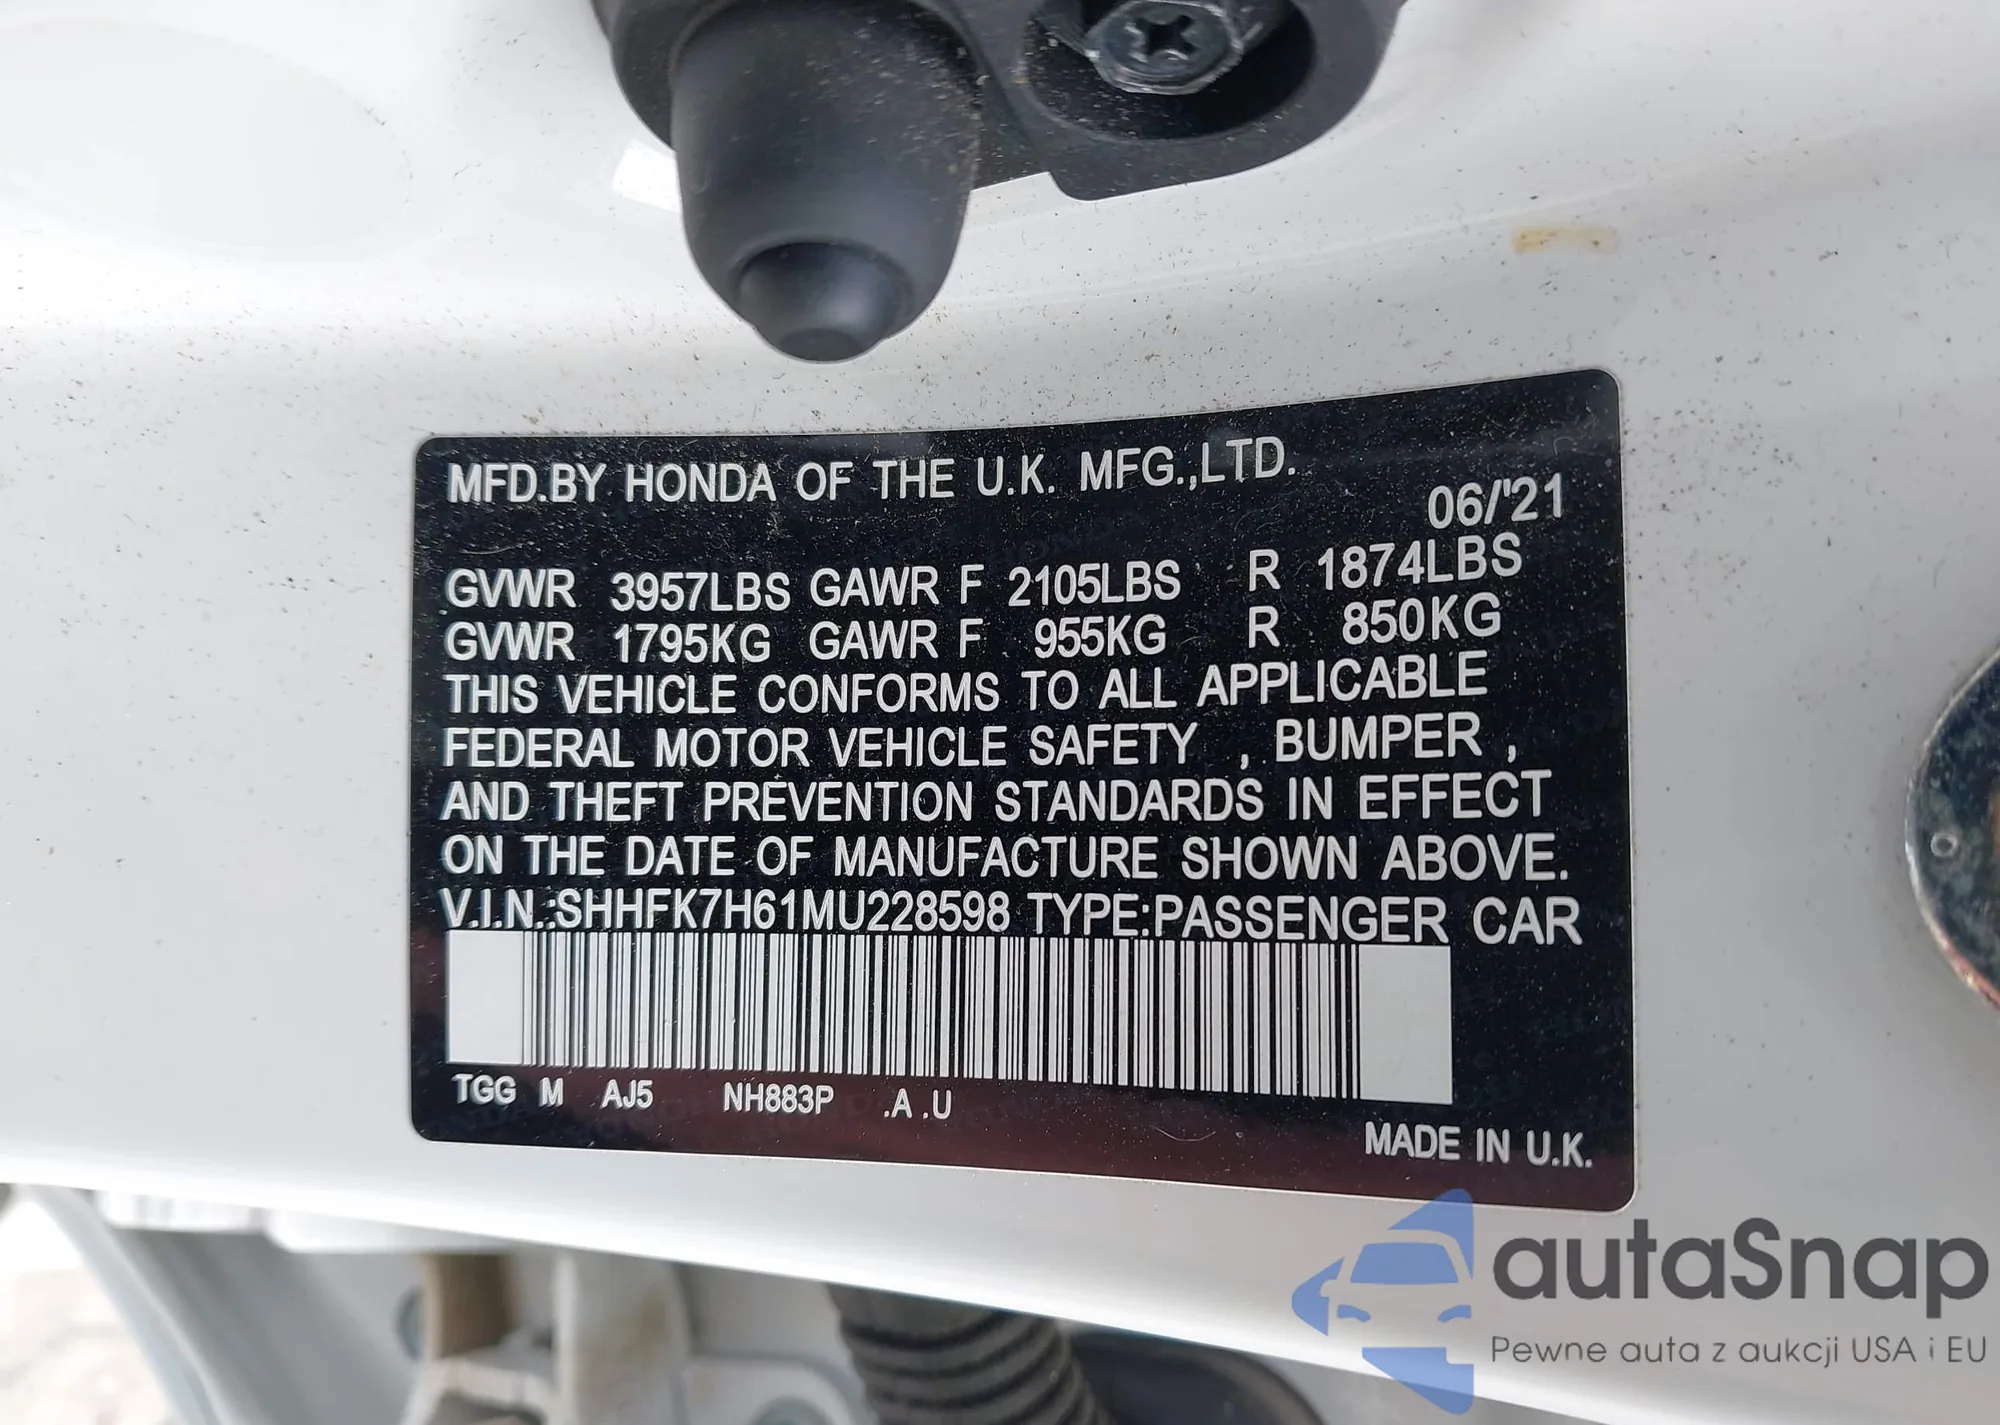 MFD.BY HONDA OF THE U.K. MFG.,LTD.
06/'21
GVWR 3957LBS GAWR F 2105LBS R 1874LBS
GVWR 1795KG GAWR F 955KG R 850KG
THIS VEHICLE CONFORMS TO ALL APPLICABLE
FEDERAL MOTOR VEHICLE SAFETY , BUMPER ,
AND THEFT PREVENTION STANDARDS IN EFFECT
ON THE DATE OF MANUFACTURE SHOWN ABOVE.
V.I.N.:SHHFK7H61MU228598 TYPE:PASSENGER CAR
TGG M AJ5 NH883P .A .U
MADE IN U.K.
autaSnap
Pewne auta z aukcji USA i EU